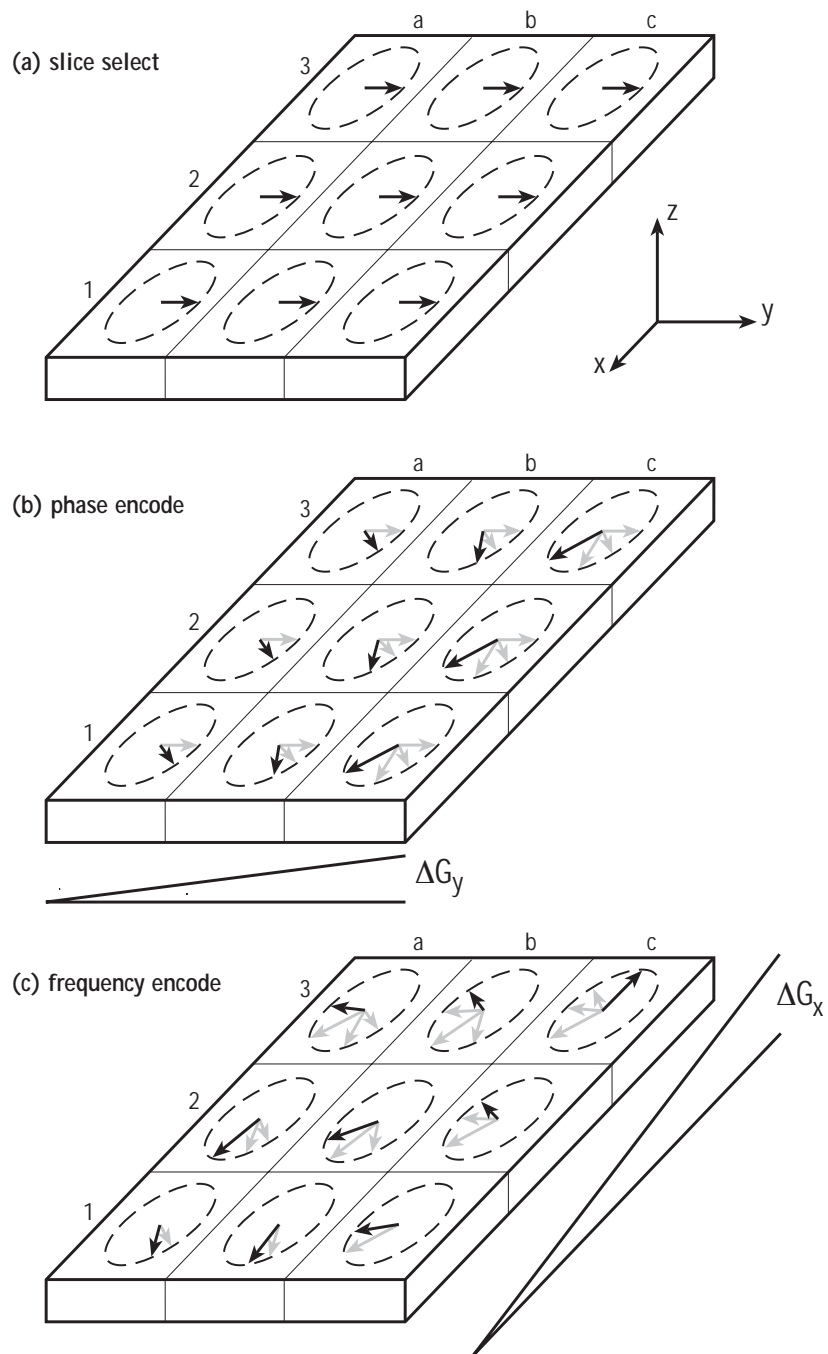 a b c
(a) slice select
3
2
1
z
y
x
a b c
(b) phase encode
3
2
1
ΔGy
a b c
(c) frequency encode
3
ΔGx
2
1